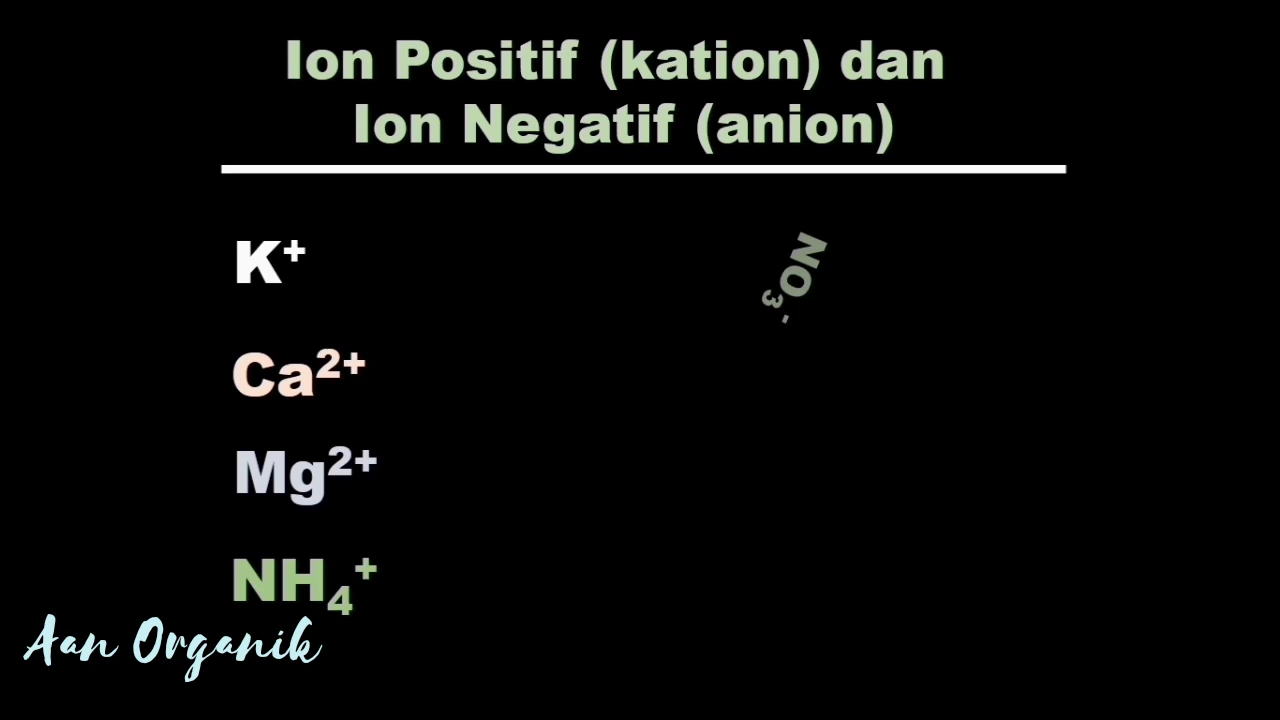 Ion Positif (kation) dan
Ion Negatif (anion)
K⁺
NO₃⁻
Ca²⁺
Mg²⁺
NH₄⁺
Aan Organik